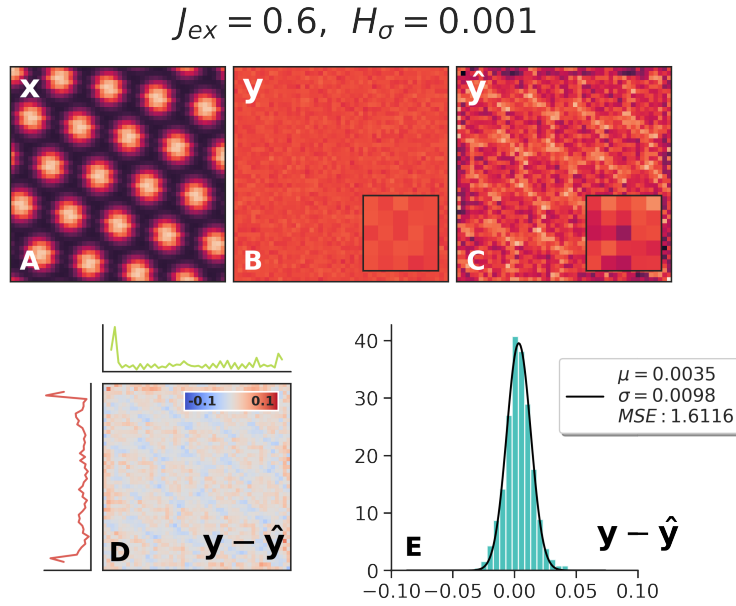 J_ex = 0.6, H_σ = 0.001
x
y
ŷ
A
B
C
-0.1 0.1
D
y − ŷ
40
30
20
10
0
μ = 0.0035
σ = 0.0098
MSE : 1.6116
E
y − ŷ
−0.10 −0.05 0.00 0.05 0.10